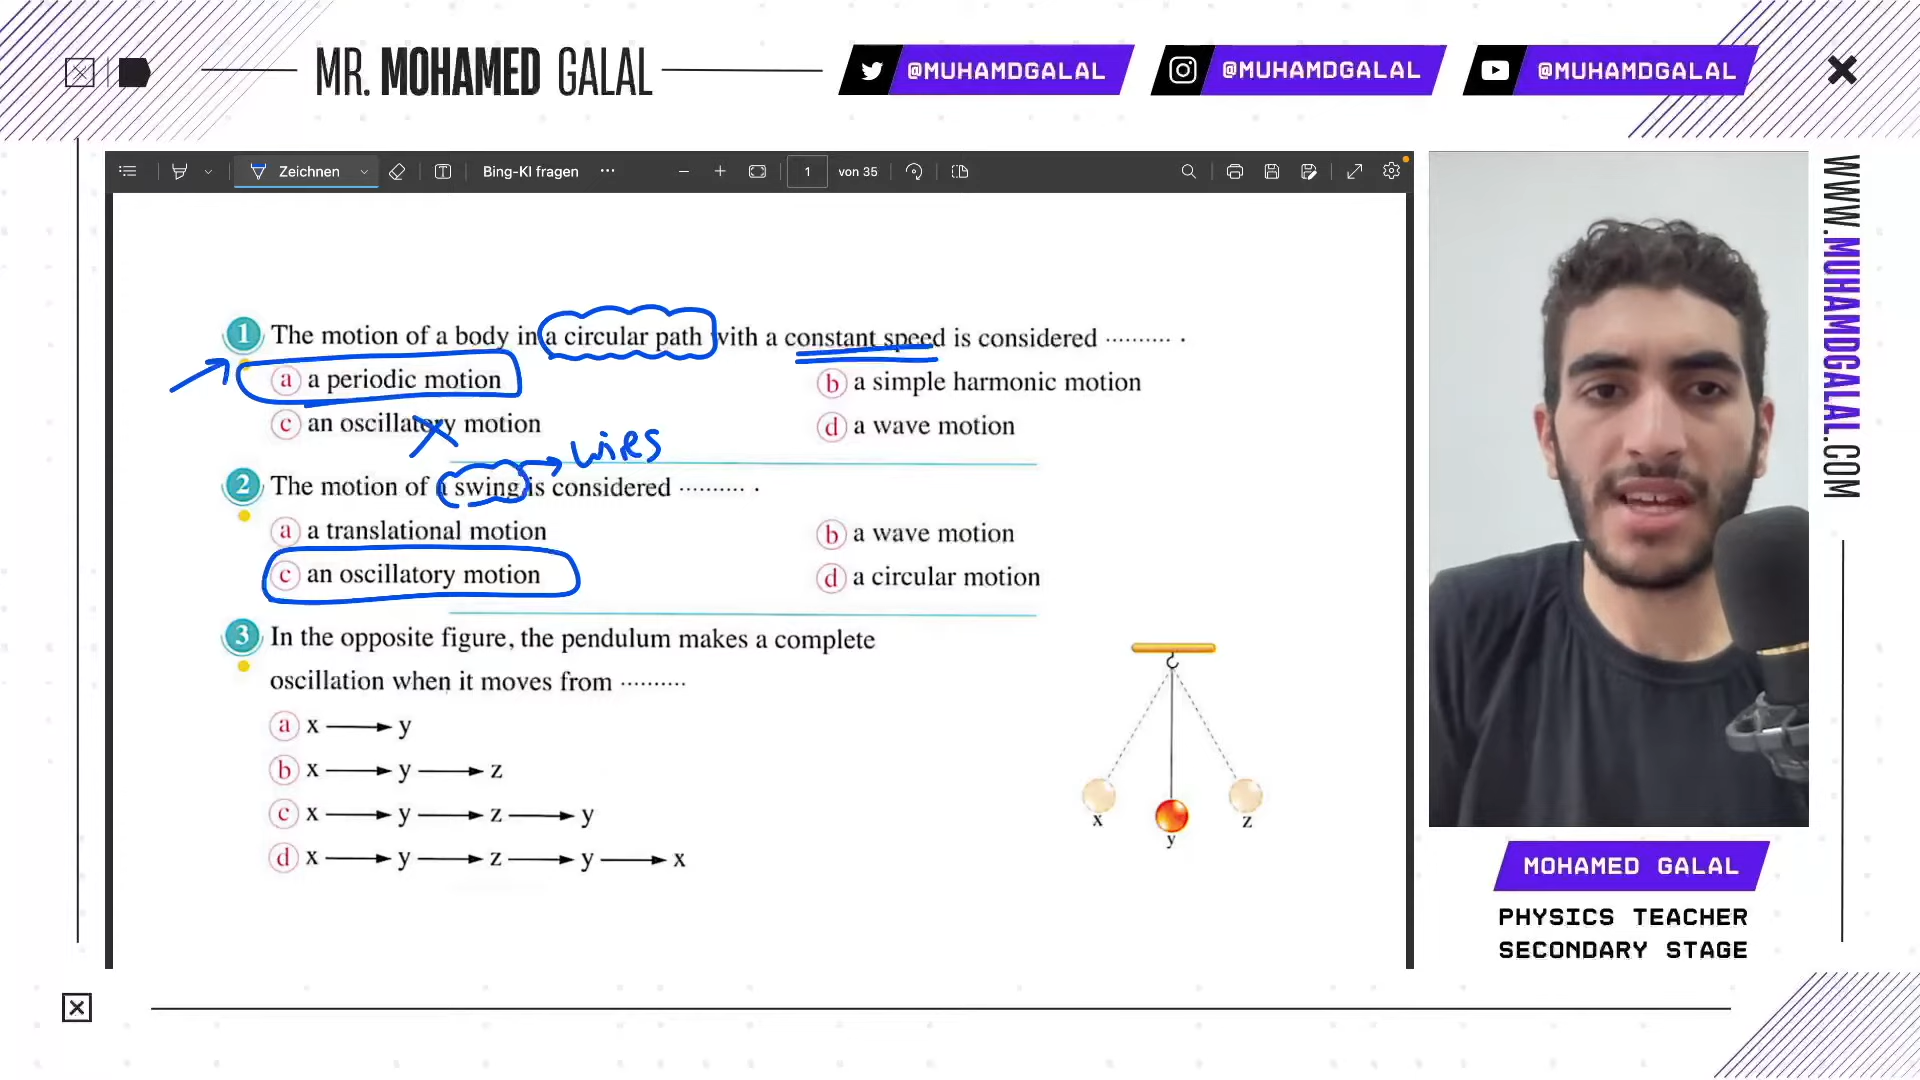 MR. MOHAMED GALAL
@MUHAMDGALAL
@MUHAMDGALAL
@MUHAMDGALAL
Zeichnen
Bing-KI fragen
1 von 35
1 The motion of a body in a circular path with a constant speed is considered .......... .
a a periodic motion
b a simple harmonic motion
c an oscillatory motion
d a wave motion
wires
2 The motion of a swing is considered .......... .
a a translational motion
b a wave motion
c an oscillatory motion
d a circular motion
3 In the opposite figure, the pendulum makes a complete
oscillation when it moves from ..........
a x → y
b x → y → z
c x → y → z → y
d x → y → z → y → x
x
y
z
WWW.MUHAMDGALAL.COM
MOHAMED GALAL
PHYSICS TEACHER
SECONDARY STAGE